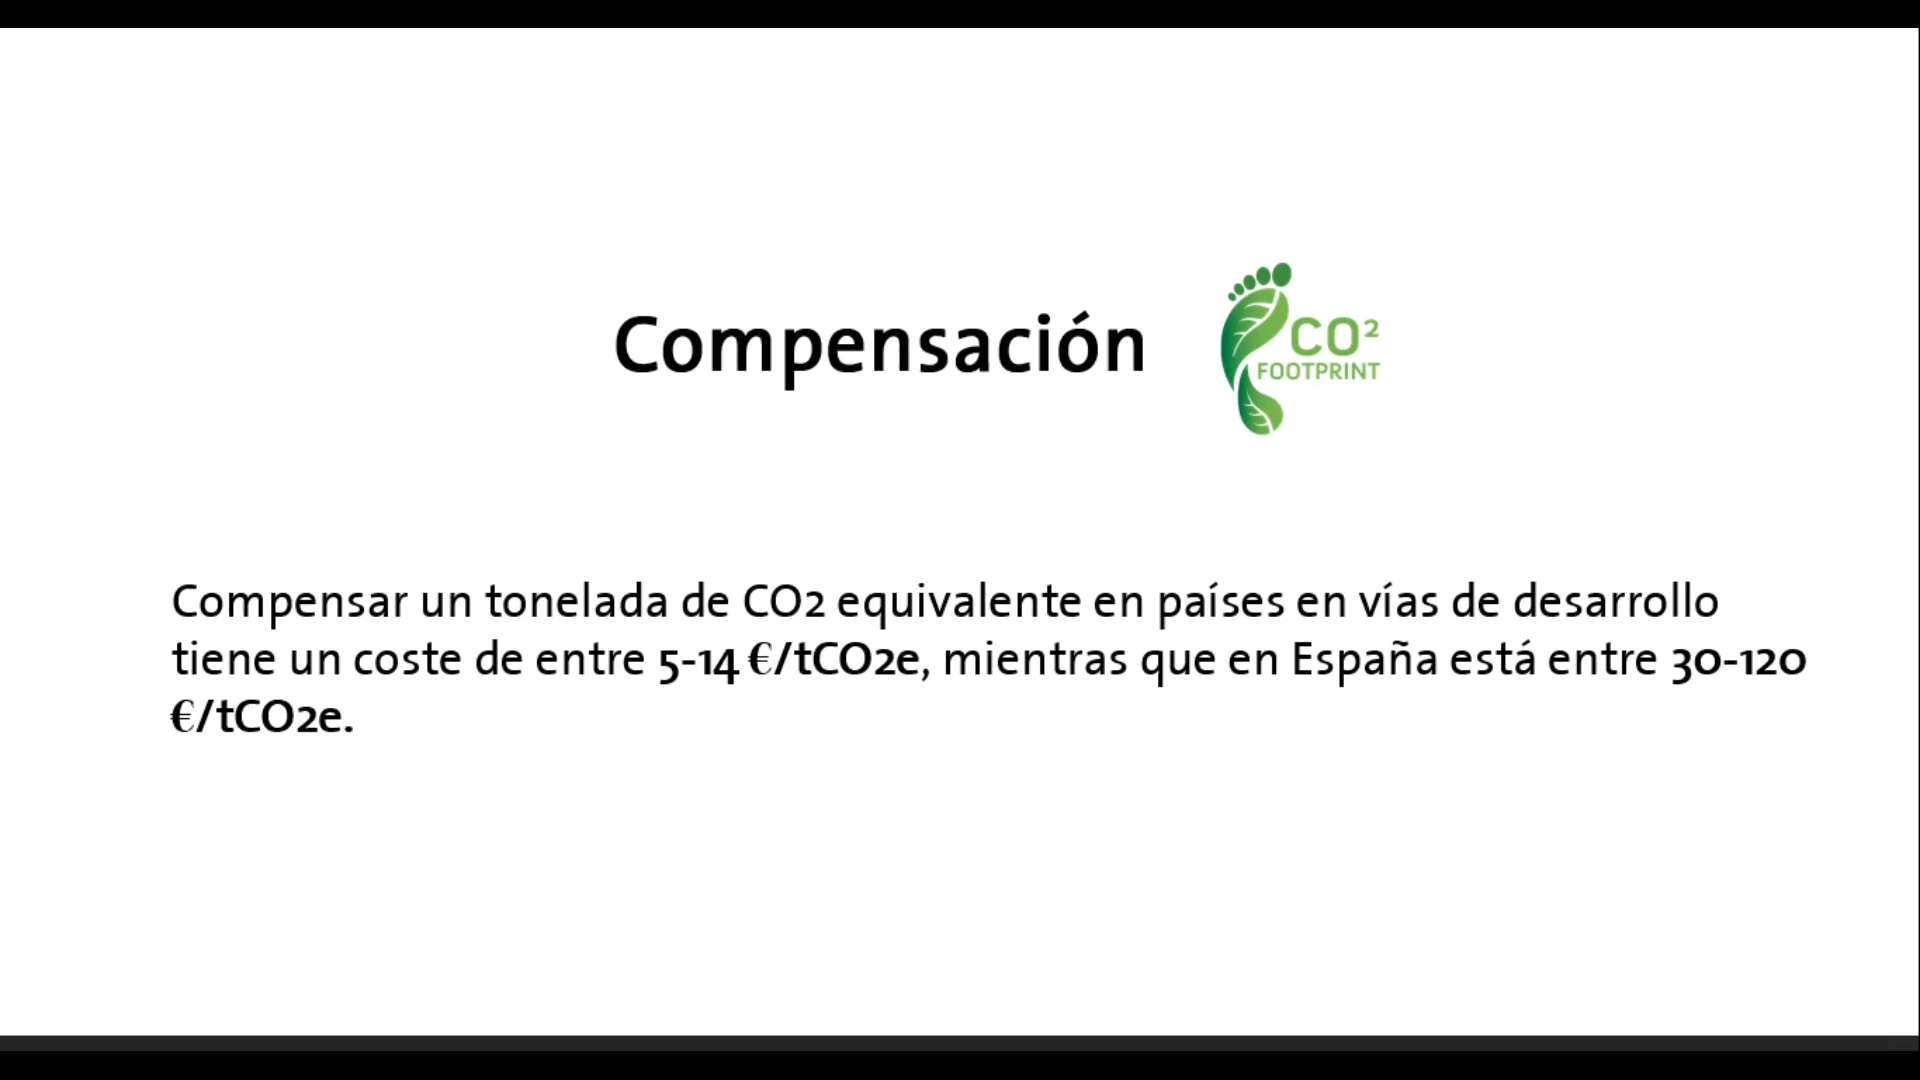 Compensación
CO²
FOOTPRINT
Compensar un tonelada de CO2 equivalente en países en vías de desarrollo
tiene un coste de entre 5-14 €/tCO2e, mientras que en España está entre 30-120
€/tCO2e.